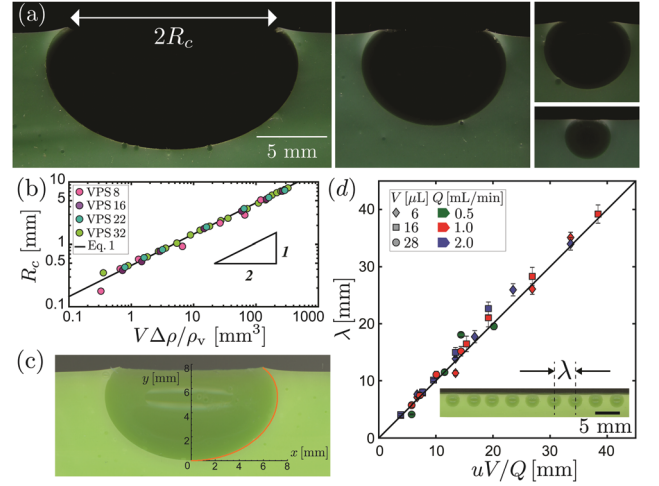 (a)
2R_c
5 mm
(b)
R_c [mm]
10
5
1
0.5
0.1
VPS 8
VPS 16
VPS 22
VPS 32
Eq. 1
1
2
0.1
1
10
100
1000
VΔρ/ρ_v [mm³]
(c)
y [mm]
8
6
4
2
0
x [mm]
0
2
4
6
8
(d)
λ [mm]
40
30
20
10
0
V [μL] Q [mL/min]
6 0.5
16 1.0
28 2.0
λ
5 mm
0
10
20
30
40
uV/Q [mm]